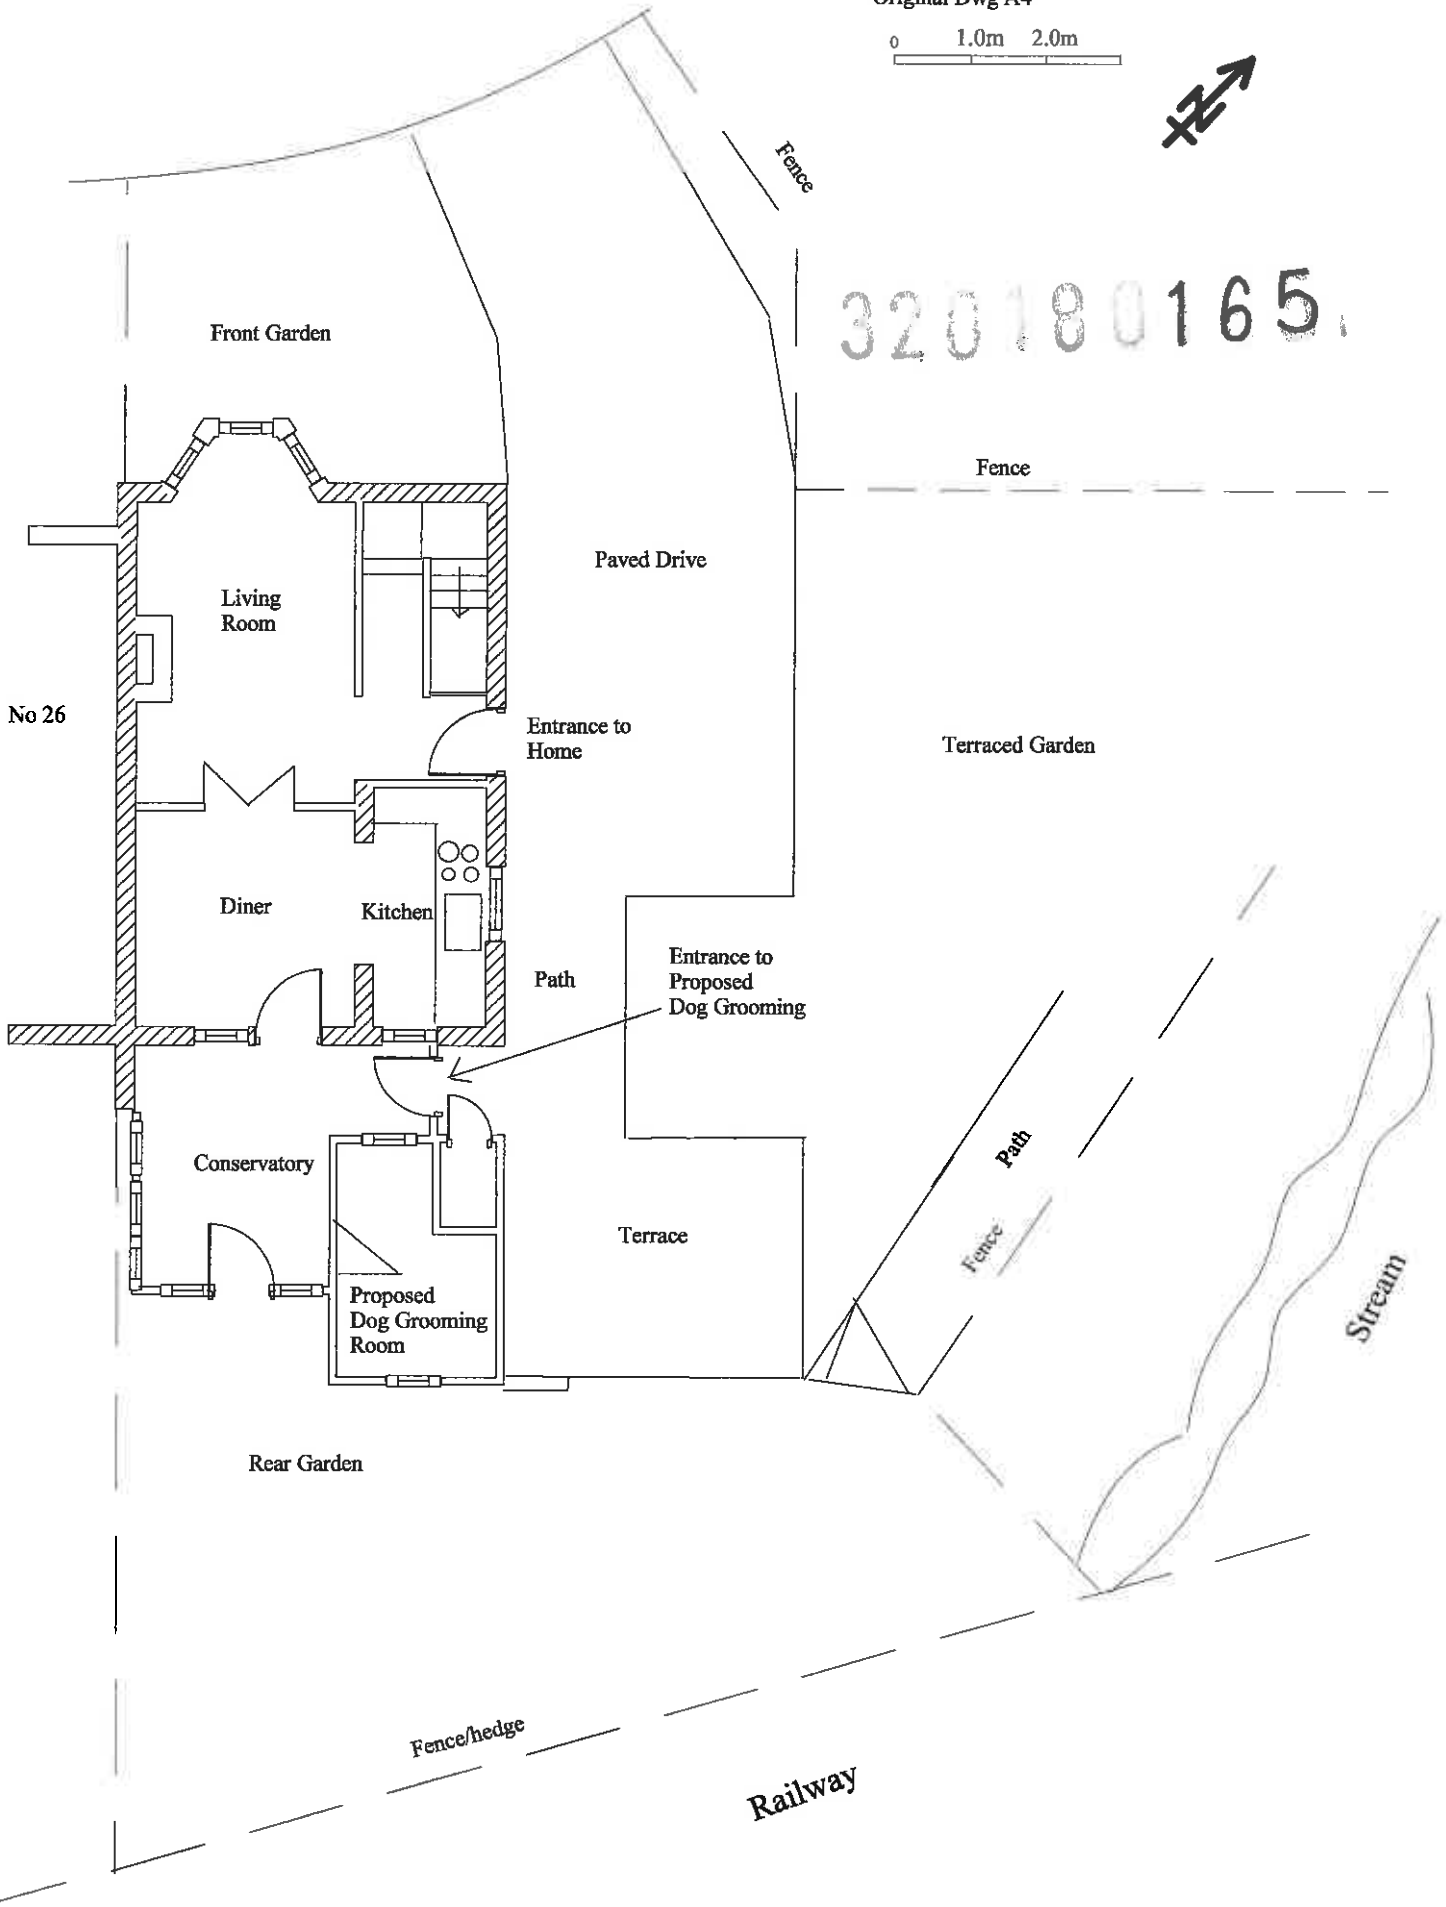 Original Dwg A4
0 1.0m 2.0m
N
Fence
320180165
Front Garden
Fence
Paved Drive
Living
Room
No 26
Entrance to
Home
Terraced Garden
Diner
Kitchen
Entrance to
Proposed
Dog Grooming
Path
Path
Conservatory
Terrace
Fence
Proposed
Dog Grooming
Room
Stream
Rear Garden
Fence/hedge
Railway